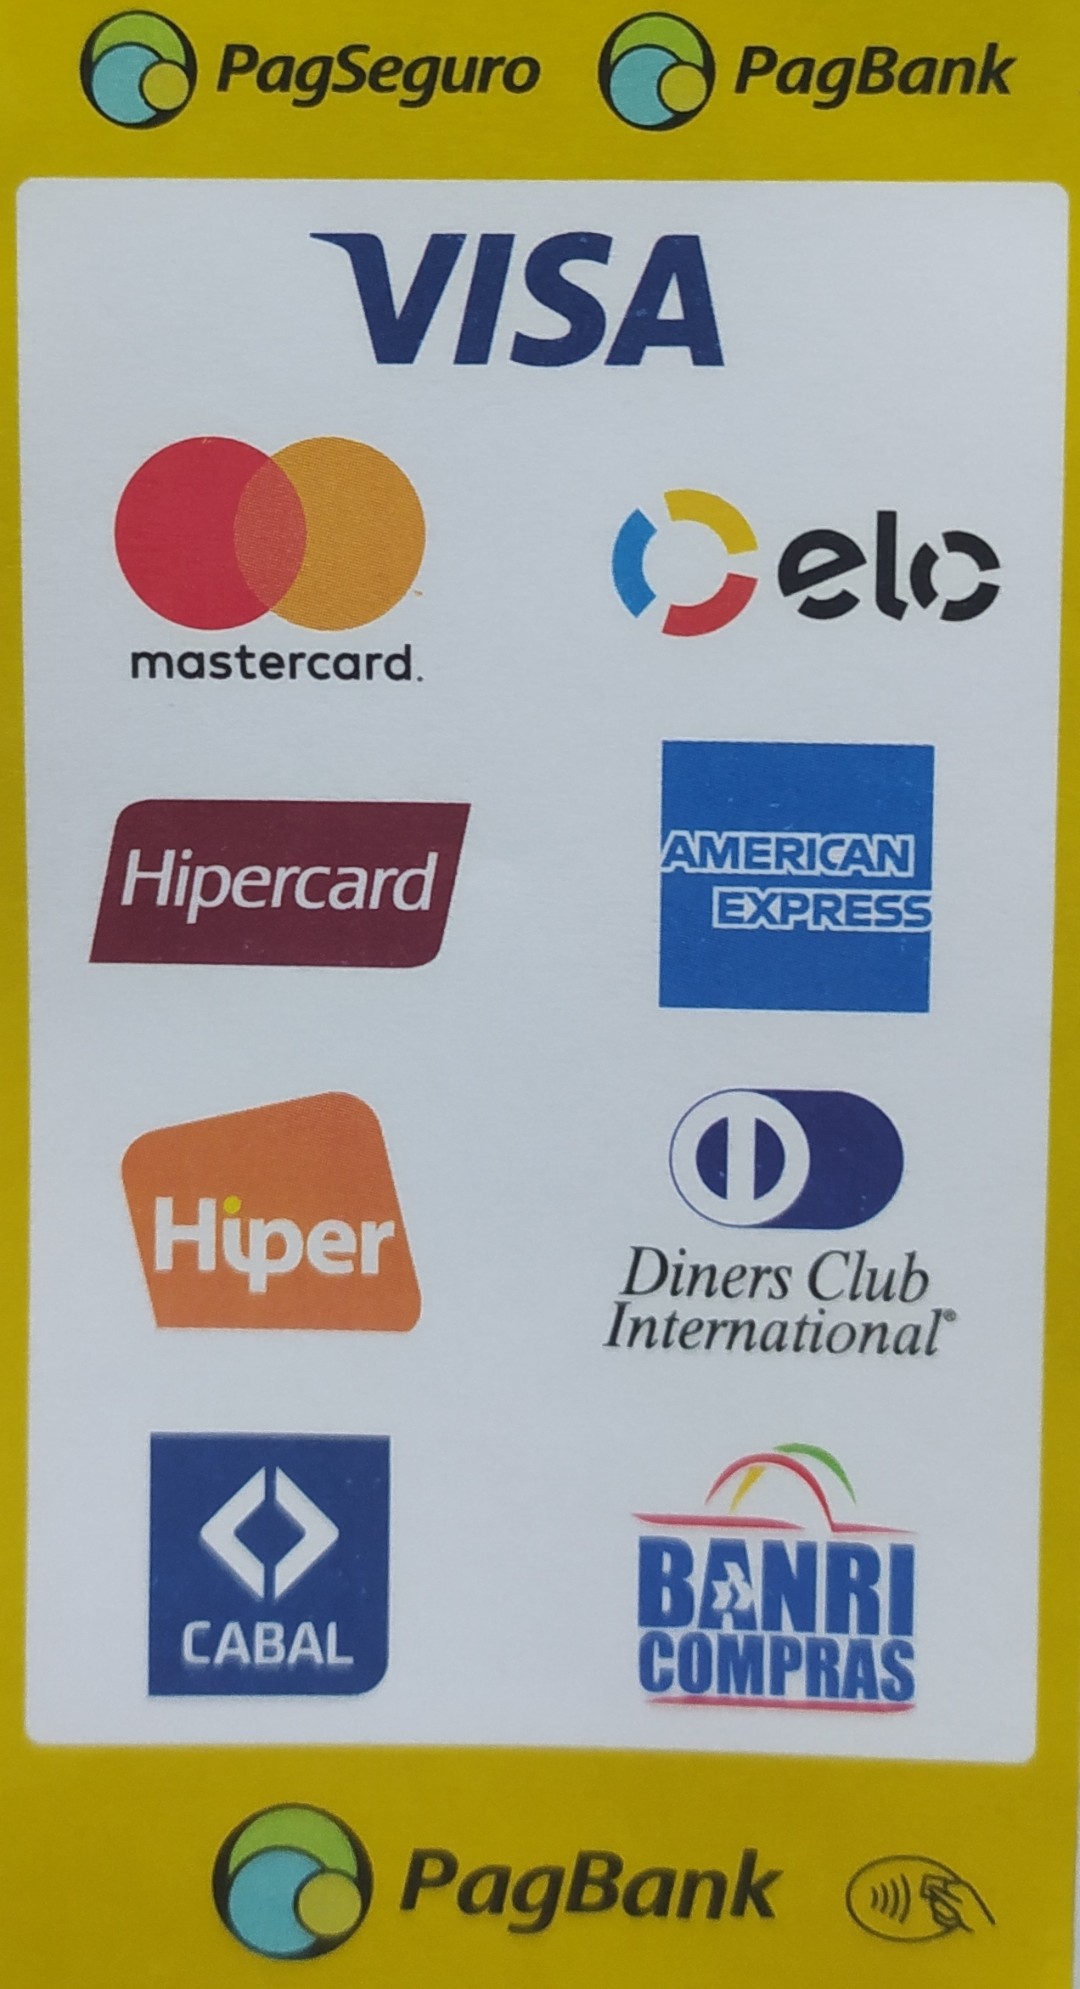 PagSeguro PagBank
VISA
mastercard.
elo
Hipercard
AMERICAN
EXPRESS
Hiper
Diners Club
International®
CABAL
BANRI
COMPRAS
PagBank